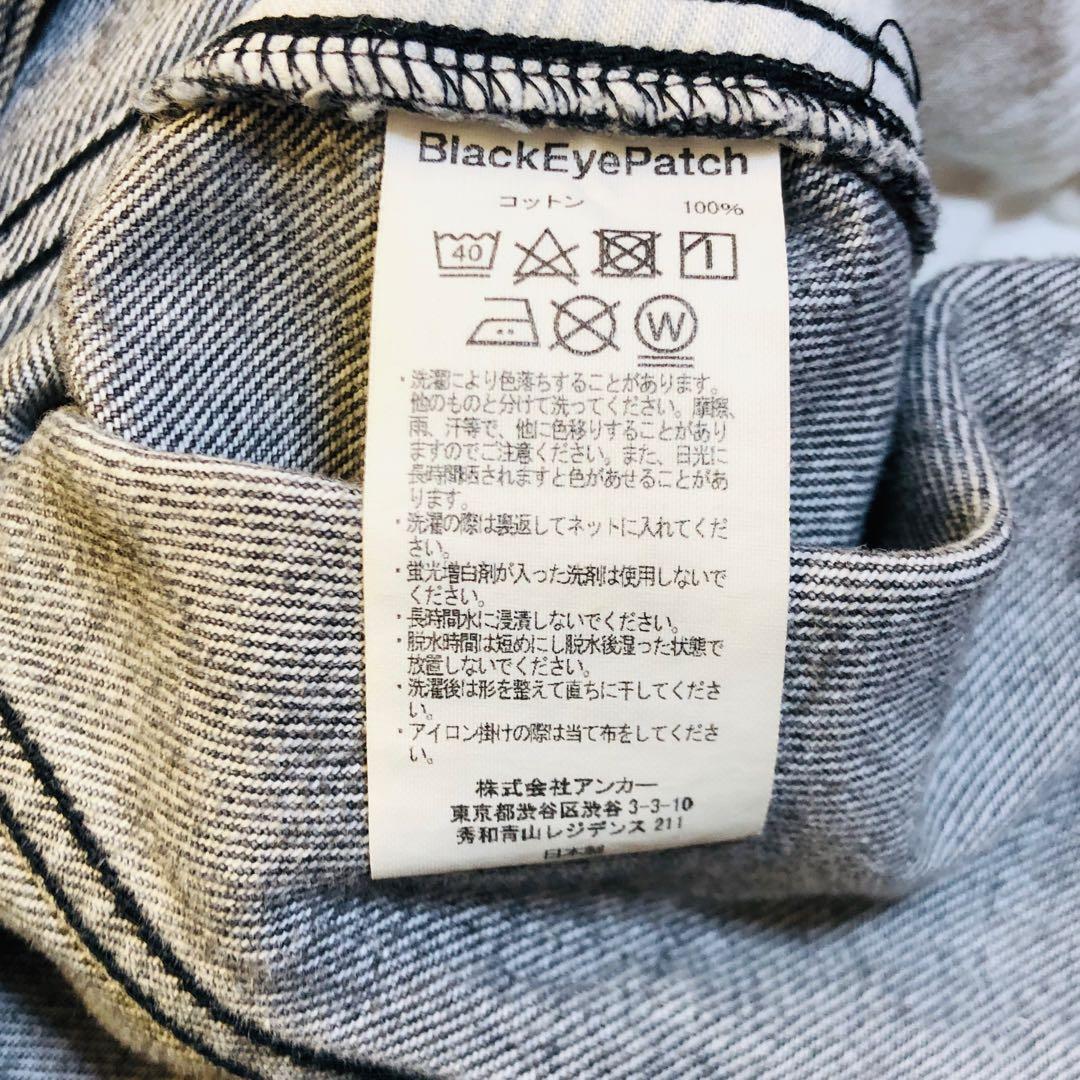 BlackEyePatch
コットン 100%
40
W
・洗濯により色落ちすることがあります。
他のものと分けて洗ってください。摩擦、
雨、汗等で、他に色移りすることがあり
ますのでご注意ください。また、日光に
長時間晒されますと色があせることがあ
ります。
・洗濯の際は裏返してネットに入れてくだ
さい。
・蛍光増白剤が入った洗剤は使用しないで
ください。
・長時間水に浸漬しないでください。
・脱水時間は短めにし脱水後湿った状態で
放置しないでください。
・洗濯後は形を整えて直ちに干してくださ
い。
・アイロン掛けの際は当て布をしてくださ
い。
株式会社アンカー
東京都渋谷区渋谷 3-3-10
秀和青山レジデンス 211
日本製